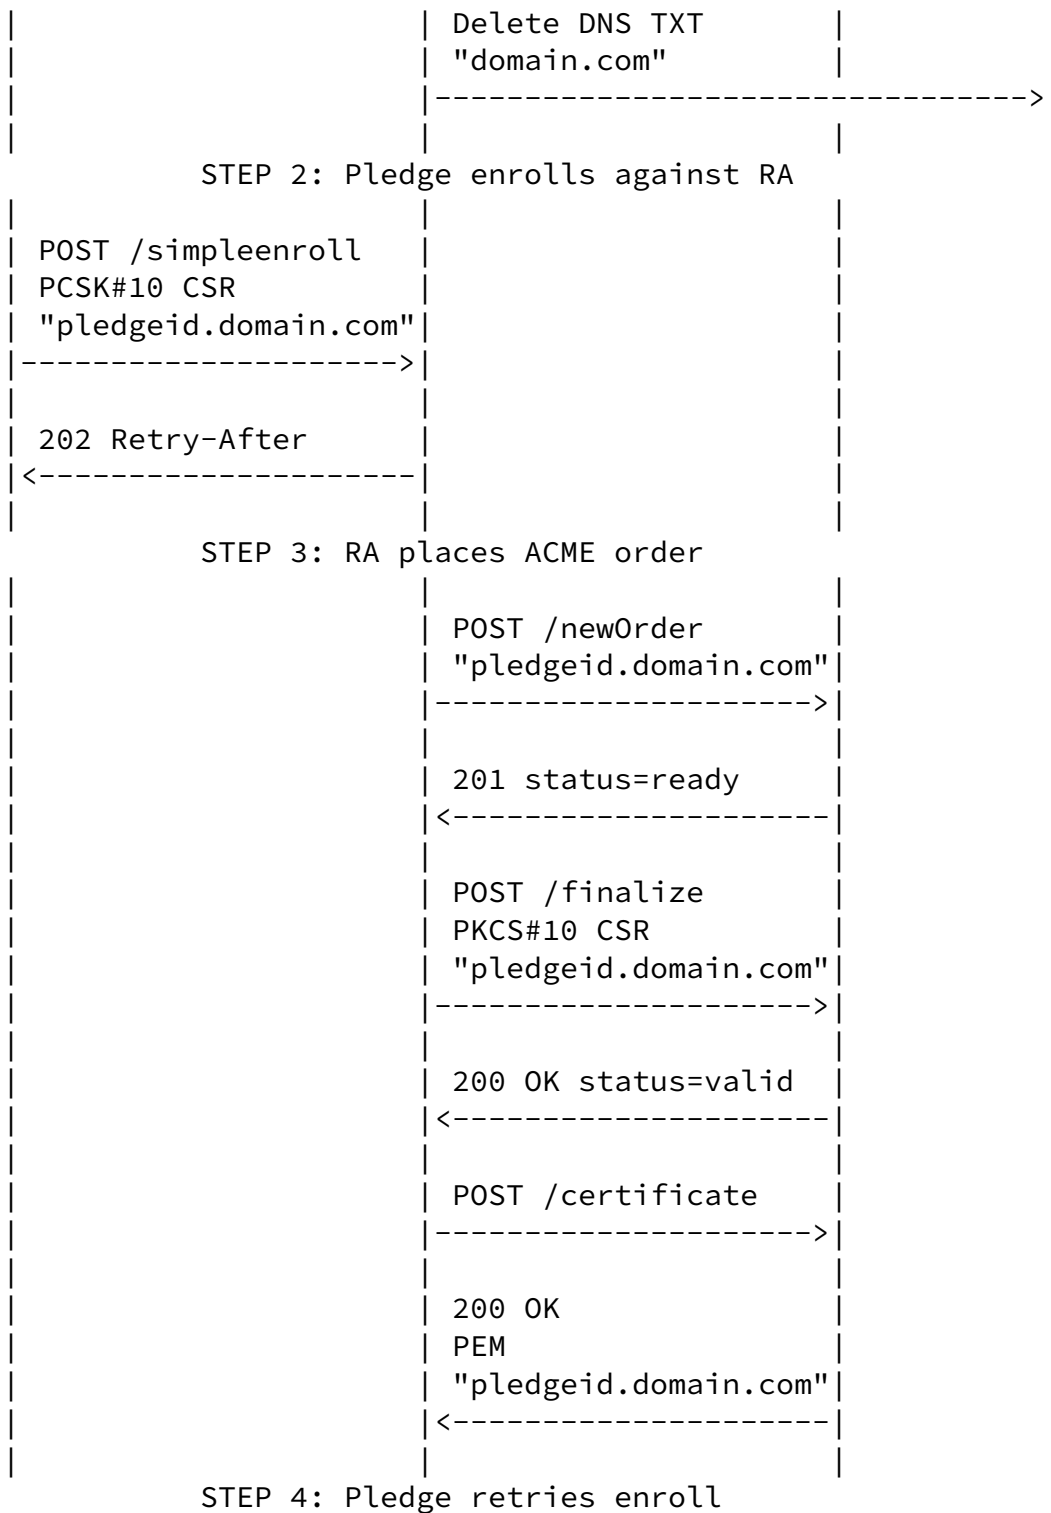 Delete DNS TXT
"domain.com"
STEP 2: Pledge enrolls against RA
POST /simpleenroll
PCSK#10 CSR
"pledgeid.domain.com"
202 Retry-After
STEP 3: RA places ACME order
POST /newOrder
"pledgeid.domain.com"
201 status=ready
POST /finalize
PKCS#10 CSR
"pledgeid.domain.com"
200 OK status=valid
POST /certificate
200 OK
PEM
"pledgeid.domain.com"
STEP 4: Pledge retries enroll